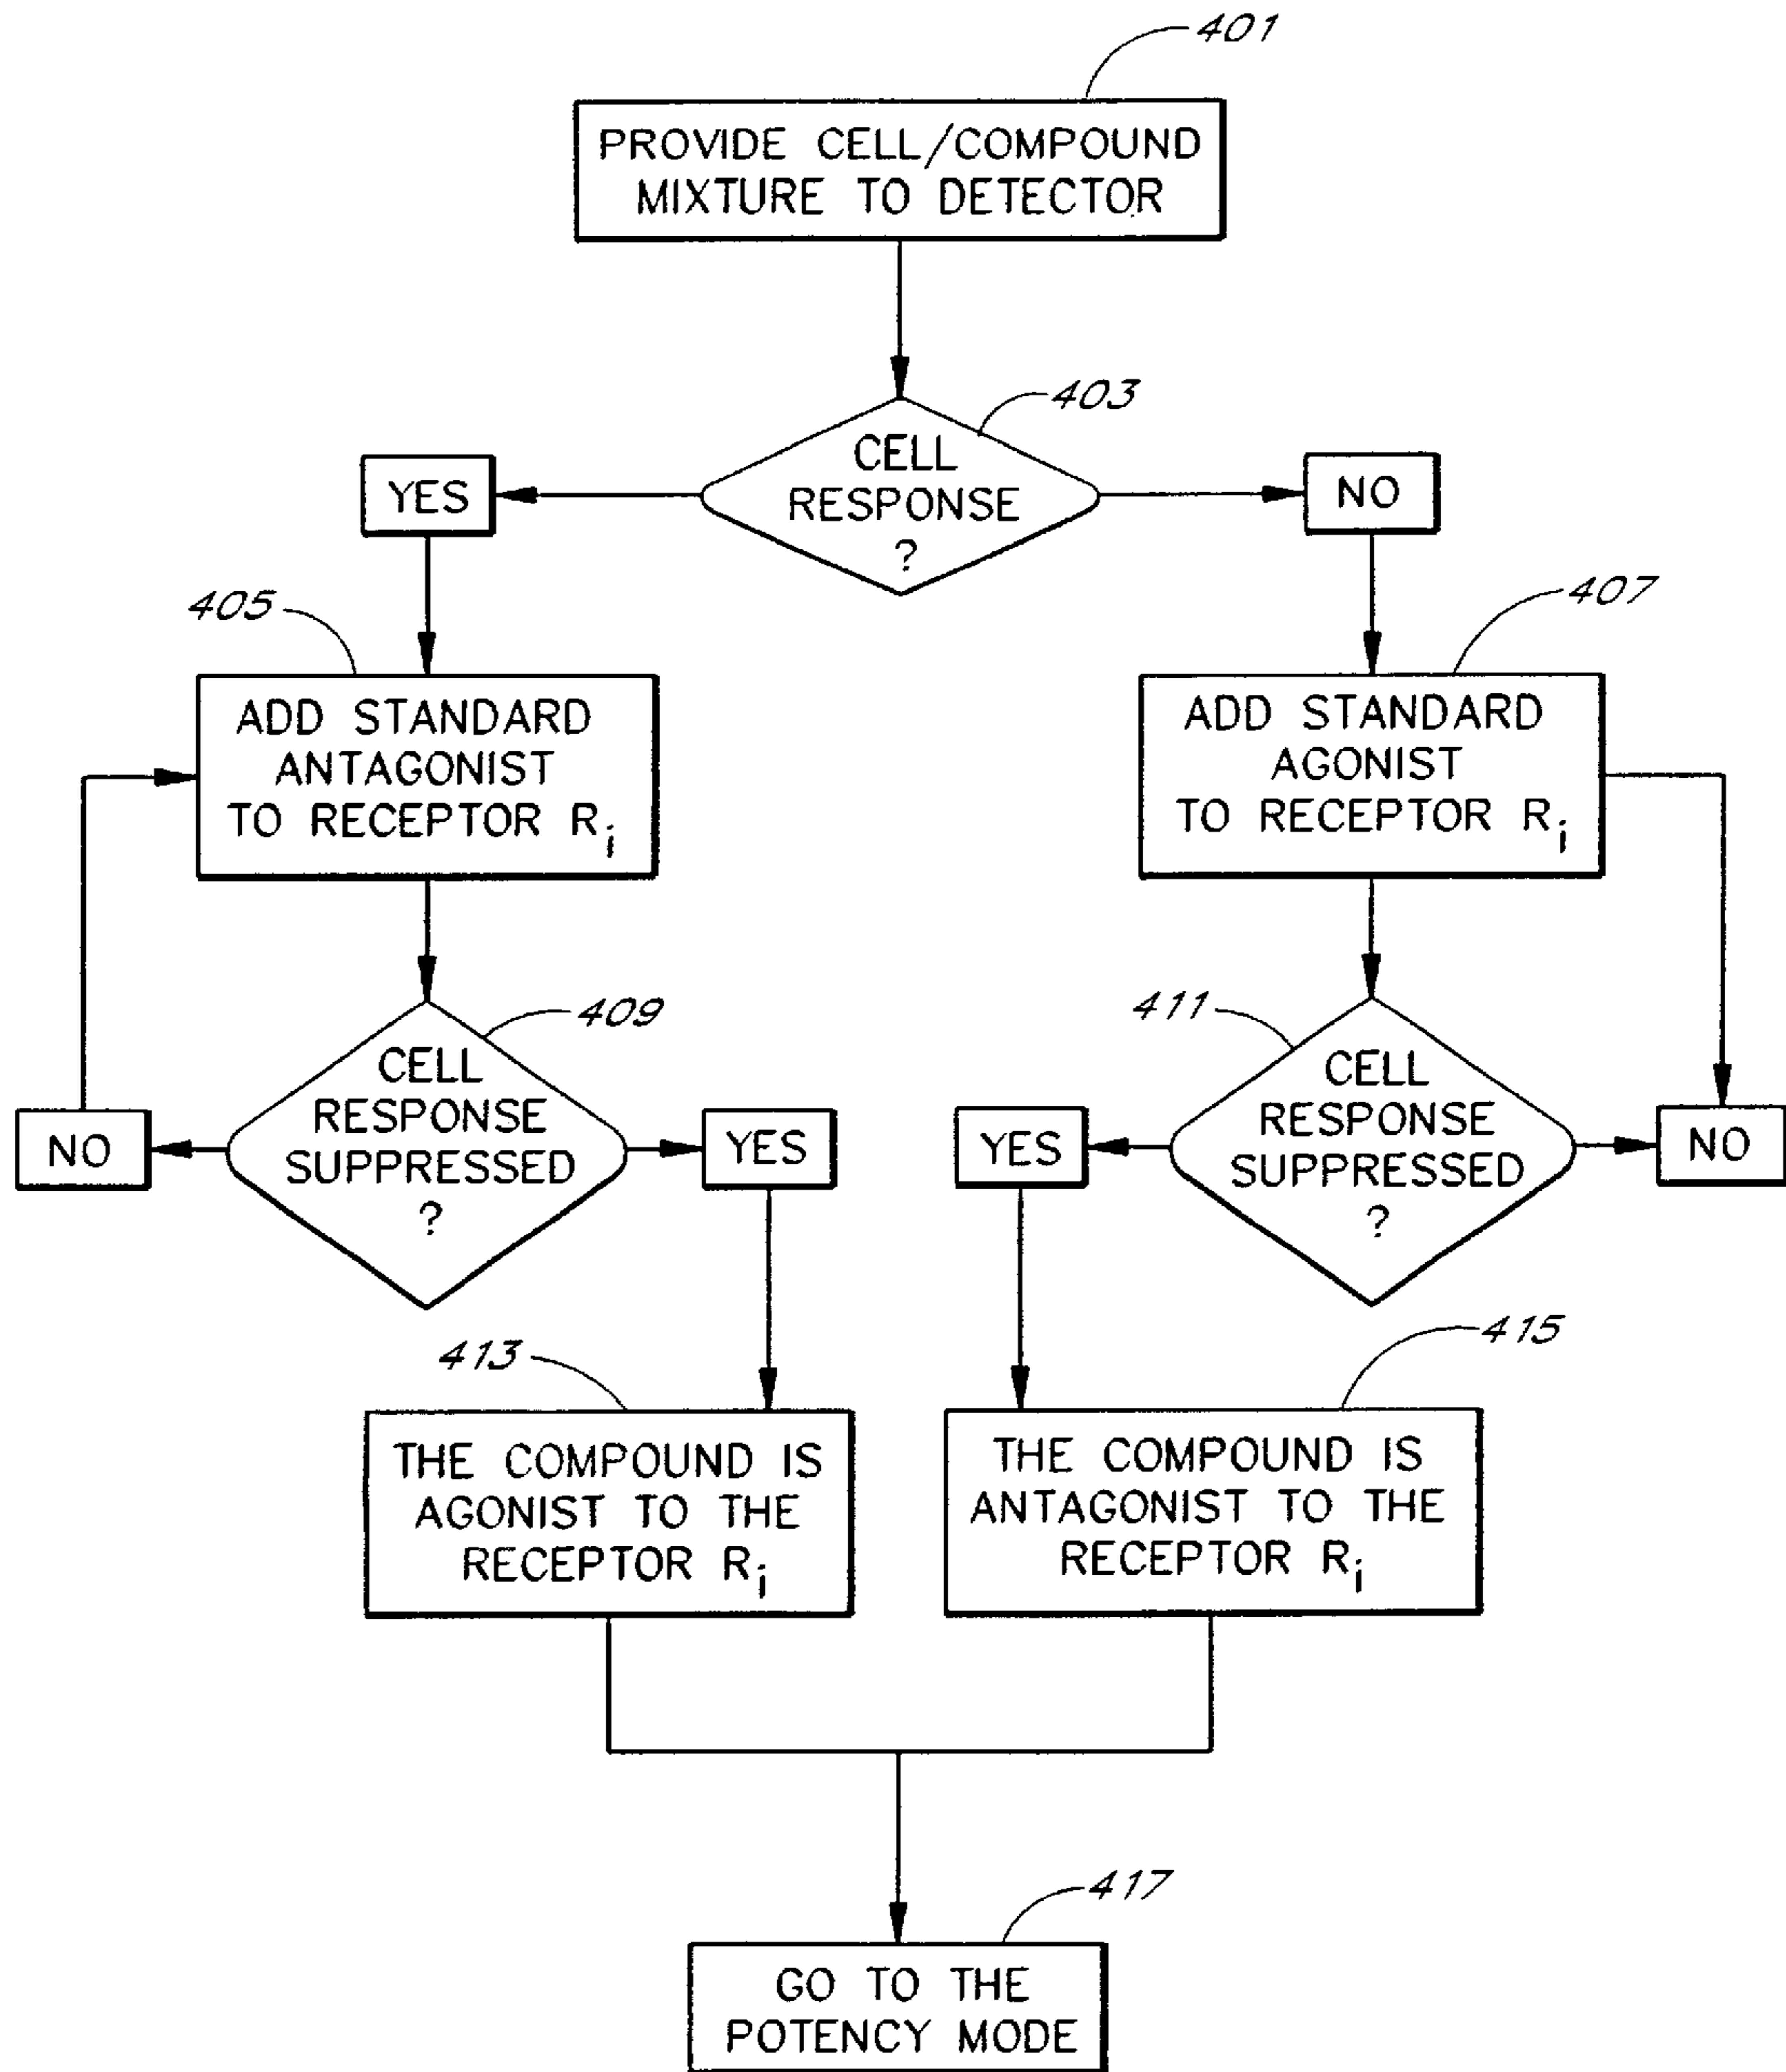 401
PROVIDE CELL/COMPOUND
MIXTURE TO DETECTOR
403
CELL
RESPONSE
?
YES
NO
405
407
ADD STANDARD
ANTAGONIST
TO RECEPTOR Ri
ADD STANDARD
AGONIST
TO RECEPTOR Ri
409
411
CELL
RESPONSE
SUPPRESSED
?
CELL
RESPONSE
SUPPRESSED
?
NO
YES
YES
NO
413
415
THE COMPOUND IS
AGONIST TO THE
RECEPTOR Ri
THE COMPOUND IS
ANTAGONIST TO THE
RECEPTOR Ri
417
GO TO THE
POTENCY MODE